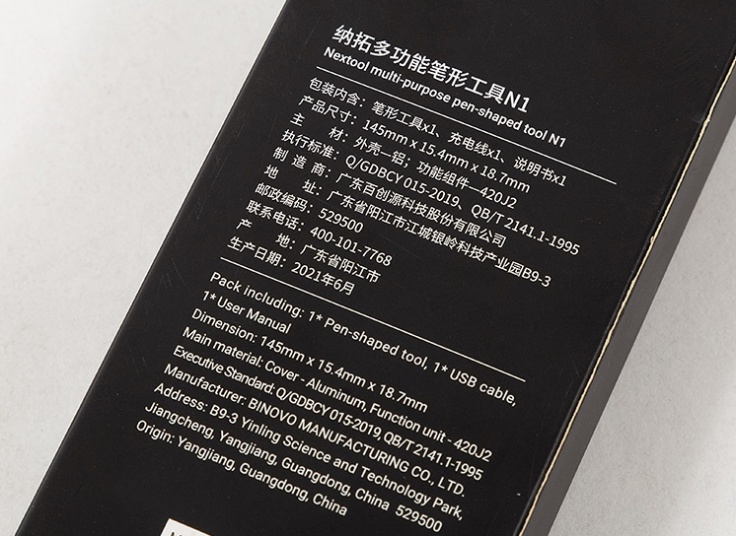 纳拓多功能笔形工具N1
Nextool multi-purpose pen-shaped tool N1
包装内含：笔形工具x1、充电线x1、说明书x1
产品尺寸：145mm x 15.4mm x 18.7mm
主 材：外壳—铝；功能组件—420J2
执行标准：Q/GDBCY 015-2019、QB/T 2141.1-1995
制 造 商：广东百创源科技股份有限公司
地 址：广东省阳江市江城银岭科技产业园B9-3
邮政编码：529500
联系电话：400-101-7768
产 地：广东省阳江市
生产日期：2021年6月
Pack including: 1* Pen-shaped tool, 1* USB cable,
1* User Manual
Dimension: 145mm x 15.4mm x 18.7mm
Main material: Cover - Aluminum, Function unit - 420J2
Executive Standard: Q/GDBCY 015-2019, QB/T 2141.1-1995
Manufacturer: BINOVO MANUFACTURING CO., LTD.
Address: B9-3 Yinling Science and Technology Park,
Jiangcheng, Yangjiang, Guangdong, China 529500
Origin: Yangjiang, Guangdong, China